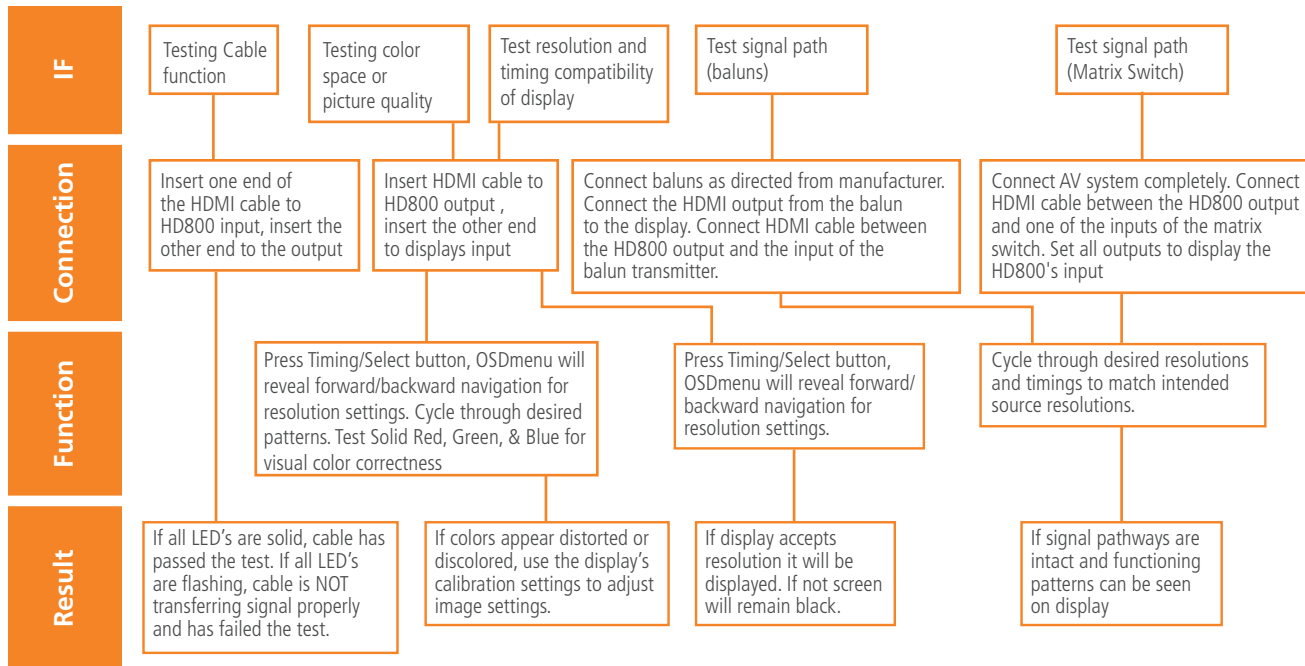 IF
Testing Cable
function
Testing color
space or
picture quality
Test resolution and
timing compatibility
of display
Test signal path
(baluns)
Test signal path
(Matrix Switch)
Connection
Insert one end of
the HDMI cable to
HD800 input, insert the
other end to the output
Insert HDMI cable to
HD800 output ,
insert the other end
to displays input
Connect baluns as directed from manufacturer.
Connect the HDMI output from the balun
to the display. Connect HDMI cable between
the HD800 output and the input of the
balun transmitter.
Connect AV system completely. Connect
HDMI cable between the HD800 output
and one of the inputs of the matrix
switch. Set all outputs to display the
HD800's input
Function
Press Timing/Select button, OSDmenu will
reveal forward/backward navigation for
resolution settings. Cycle through desired
patterns. Test Solid Red, Green, & Blue for
visual color correctness
Press Timing/Select button,
OSDmenu will reveal forward/
backward navigation for
resolution settings.
Cycle through desired resolutions
and timings to match intended
source resolutions.
Result
If all LED’s are solid, cable has
passed the test. If all LED’s
are flashing, cable is NOT
transferring signal properly
and has failed the test.
If colors appear distorted or
discolored, use the display’s
calibration settings to adjust
image settings.
If display accepts
resolution it will be
displayed. If not screen
will remain black.
If signal pathways are
intact and functioning
patterns can be seen
on display